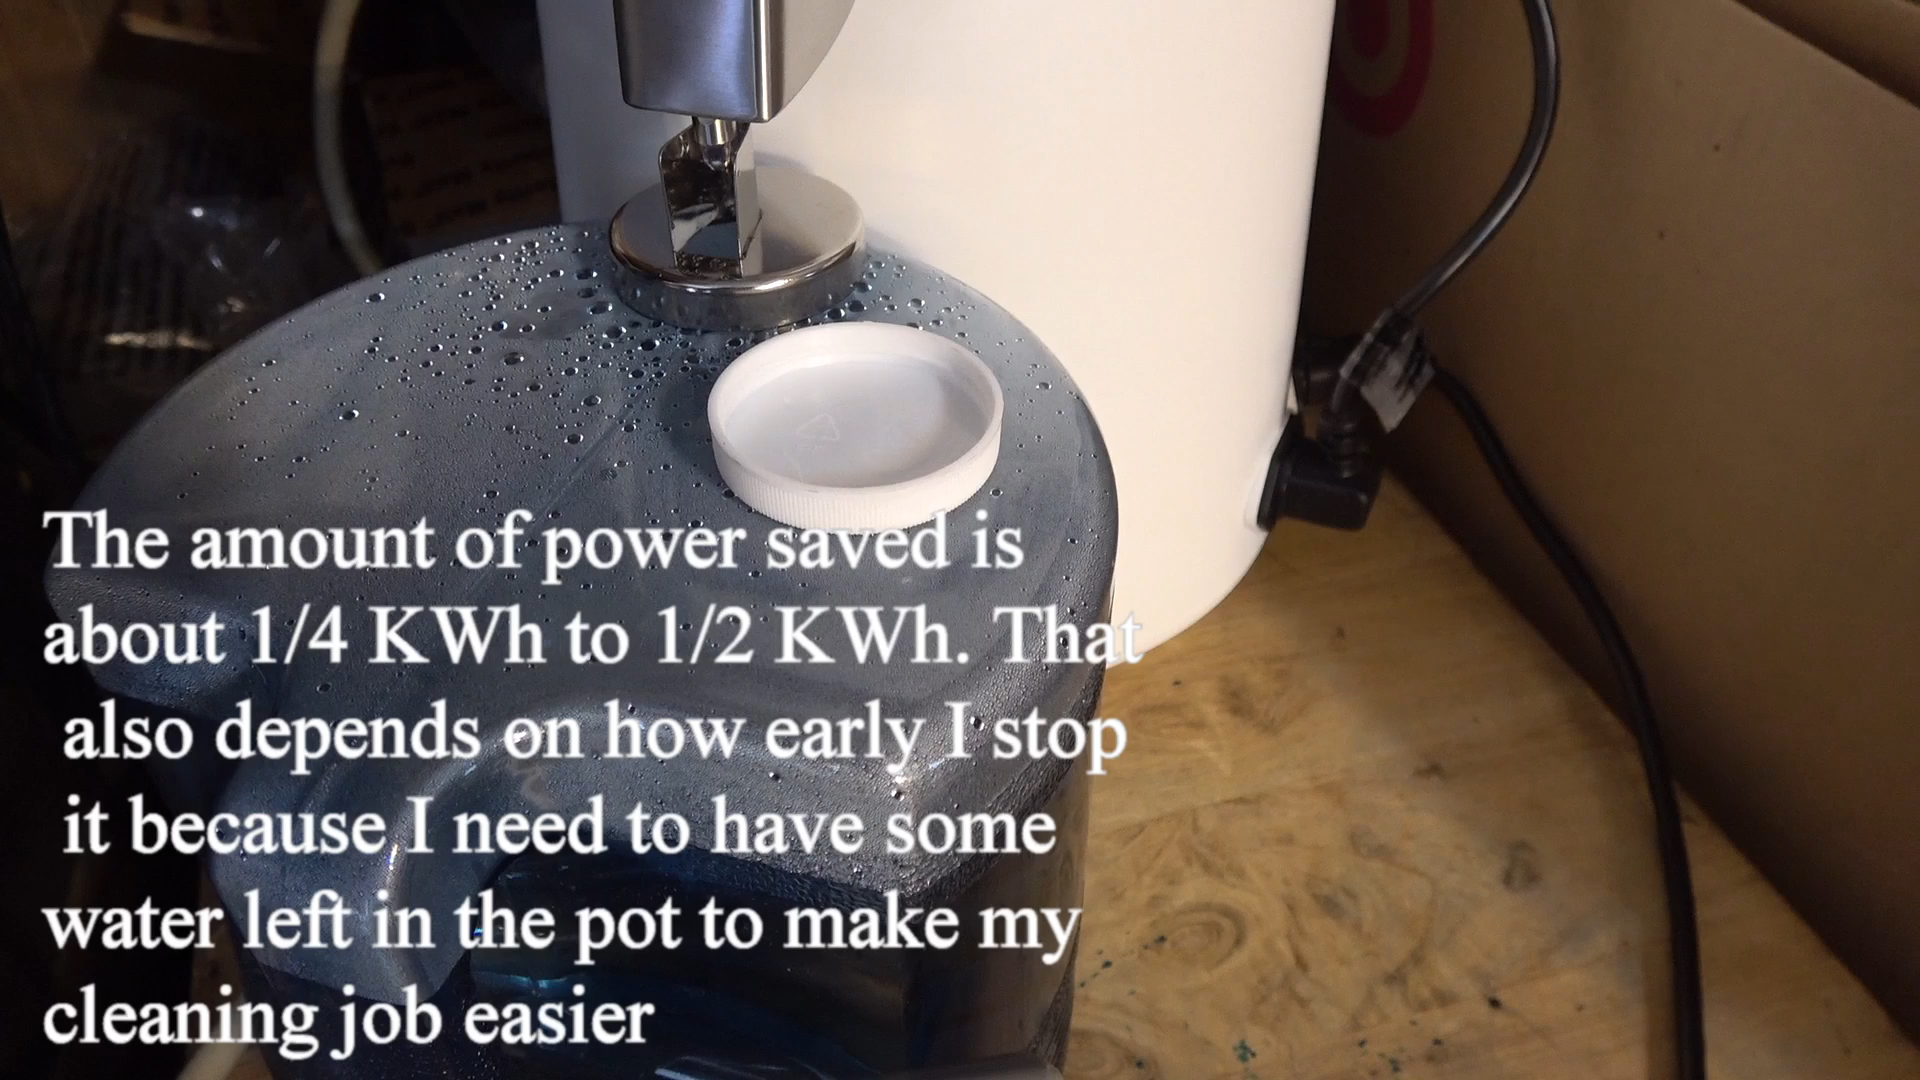 The amount of power saved is
about 1/4 KWh to 1/2 KWh. That
also depends on how early I stop
it because I need to have some
water left in the pot to make my
cleaning job easier